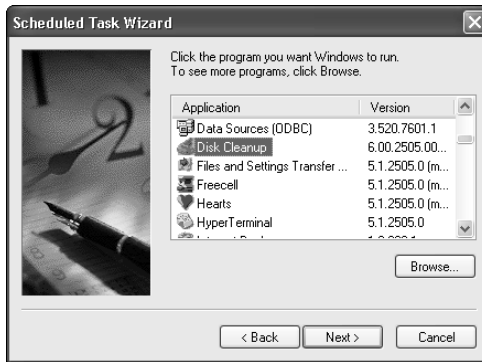 Scheduled Task Wizard
Click the program you want Windows to run.
To see more programs, click Browse.
Application Version
Data Sources (ODBC) 3.520.7601.1
Disk Cleanup 6.00.2505.00...
Files and Settings Transfer ... 5.1.2505.0 (m...
Freecell 5.1.2505.0 (m...
Hearts 5.1.2505.0 (m...
HyperTerminal 5.1.2505.0
Browse...
< Back Next > Cancel